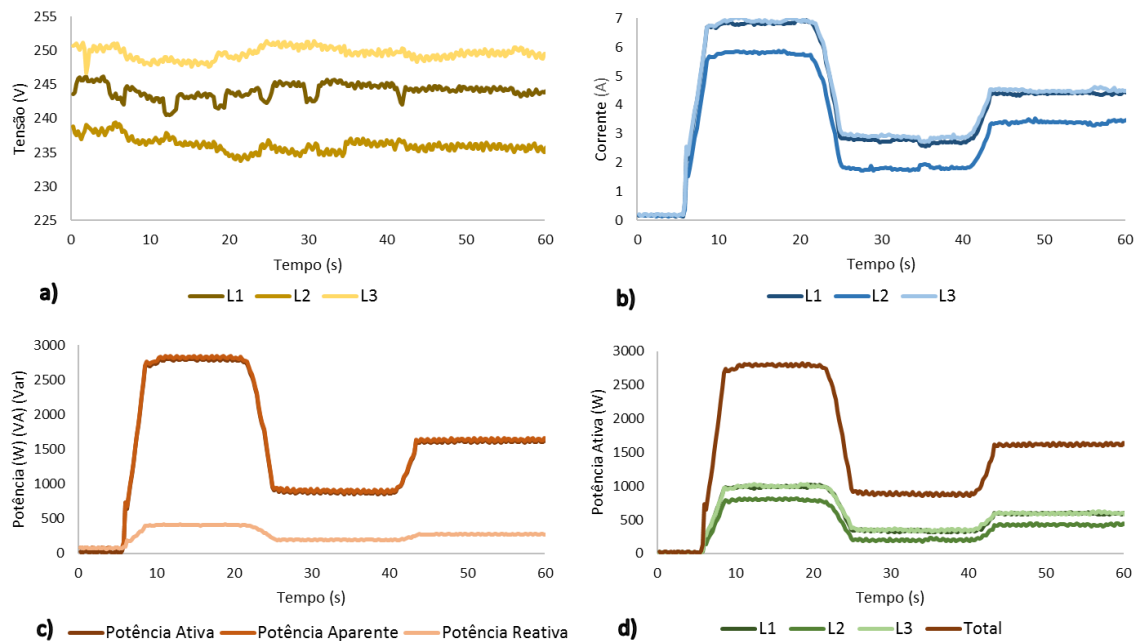 255
250
245
240
235
230
225
Tensão (V)
0 10 20 30 40 50 60
Tempo (s)
a)
L1 L2 L3
7
6
5
4
3
2
1
0
Corrente (A)
0 10 20 30 40 50 60
Tempo (s)
b)
L1 L2 L3
3000
2500
2000
1500
1000
500
0
Potência (W) (VA) (Var)
0 10 20 30 40 50 60
Tempo (s)
c)
Potência Ativa Potência Aparente Potência Reativa
3000
2500
2000
1500
1000
500
0
Potência Ativa (W)
0 10 20 30 40 50 60
Tempo (s)
d)
L1 L2 L3 Total